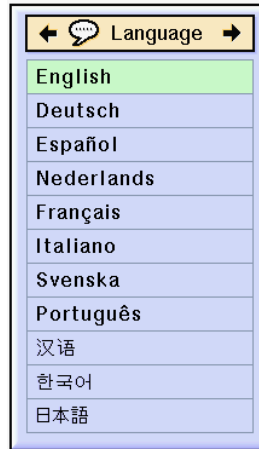 Language
English
Deutsch
Español
Nederlands
Français
Italiano
Svenska
Português
汉语
한국어
日本語